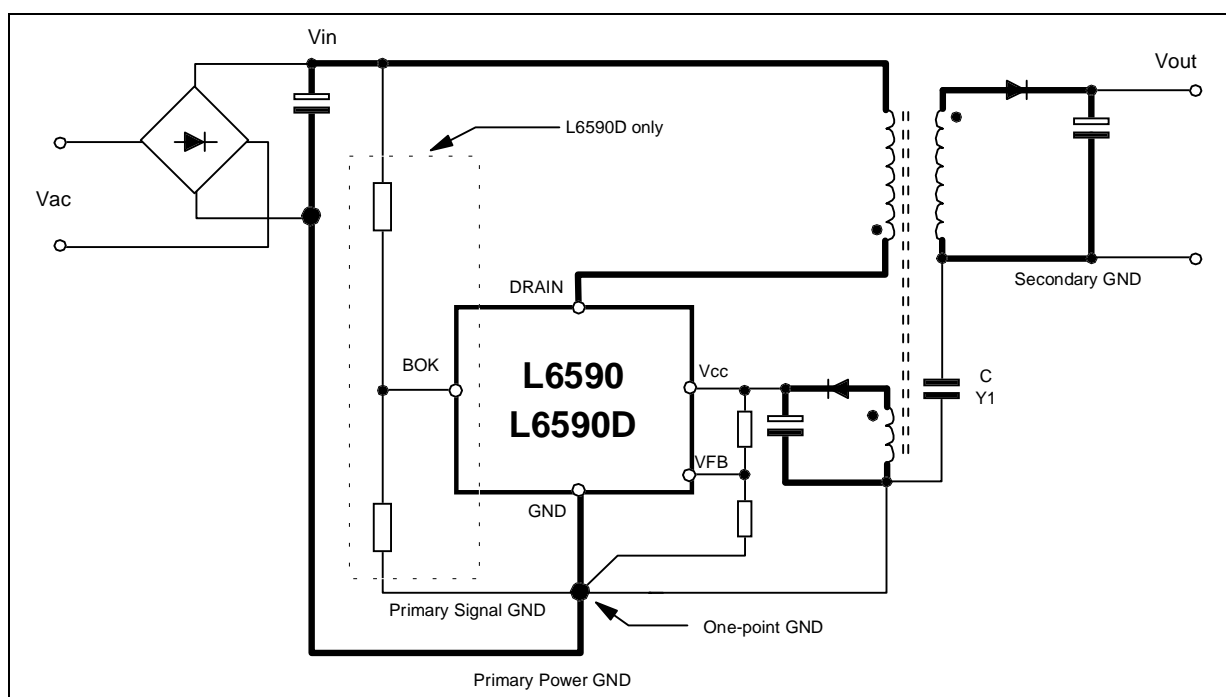 Vin
Vout
L6590D only
Vac
Secondary GND
DRAIN
BOK
L6590
L6590D
Vcc
C
Y1
VFB
GND
Primary Signal GND
One-point GND
Primary Power GND